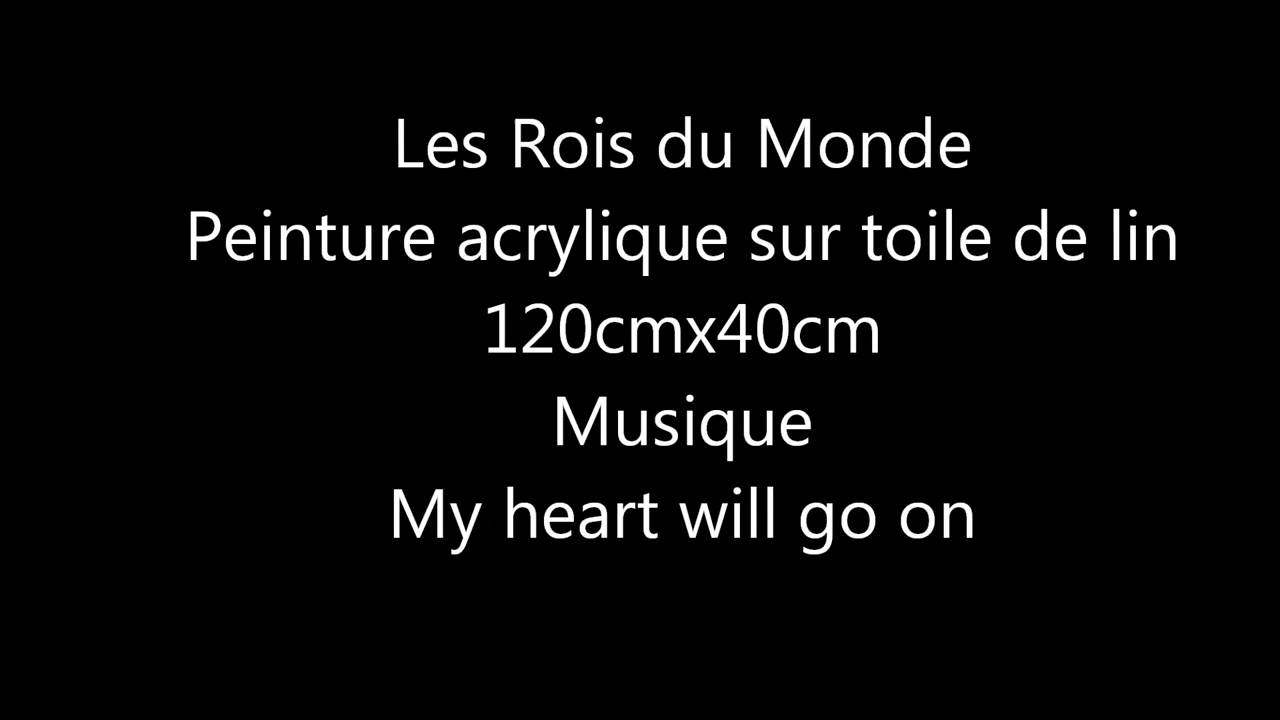 Les Rois du Monde
Peinture acrylique sur toile de lin
120cmx40cm
Musique
My heart will go on